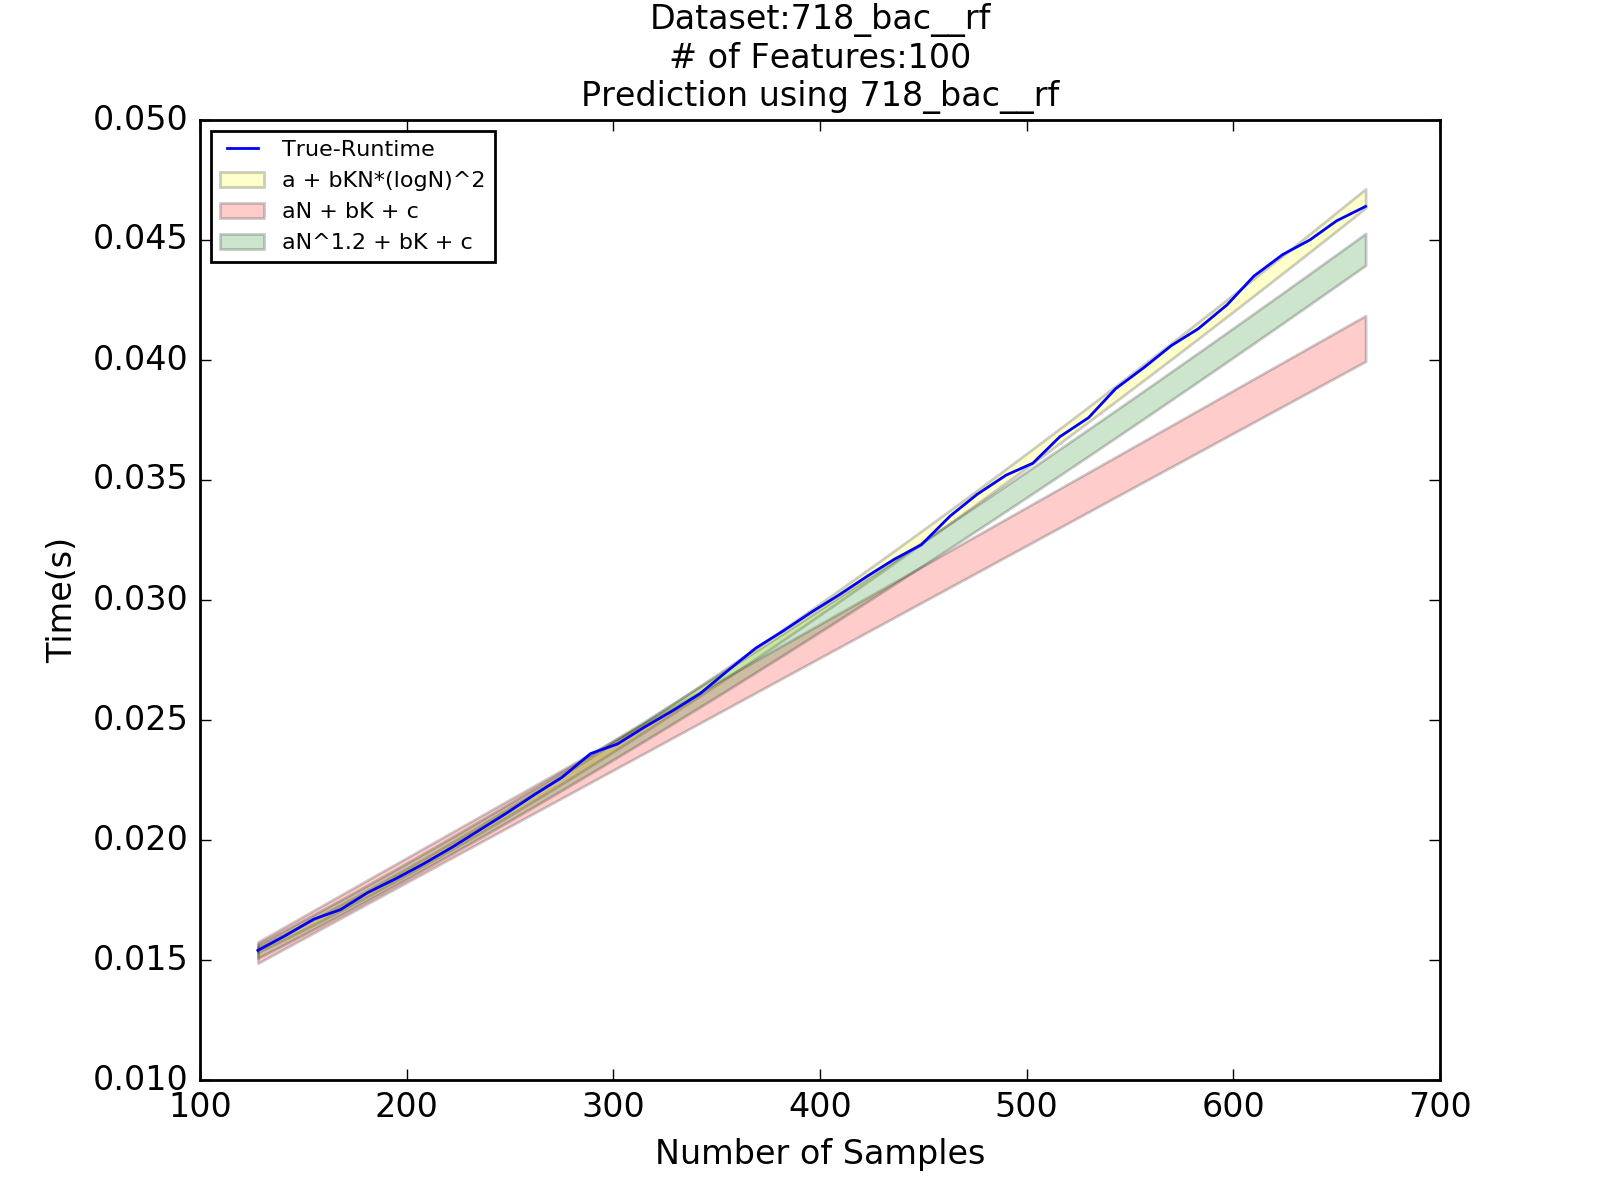 Dataset:718_bac__rf
# of Features:100
Prediction using 718_bac__rf
0.050
0.045
0.040
0.035
0.030
0.025
0.020
0.015
0.010
Time(s)
True-Runtime
a + bKN*(logN)^2
aN + bK + c
aN^1.2 + bK + c
100 200 300 400 500 600 700
Number of Samples